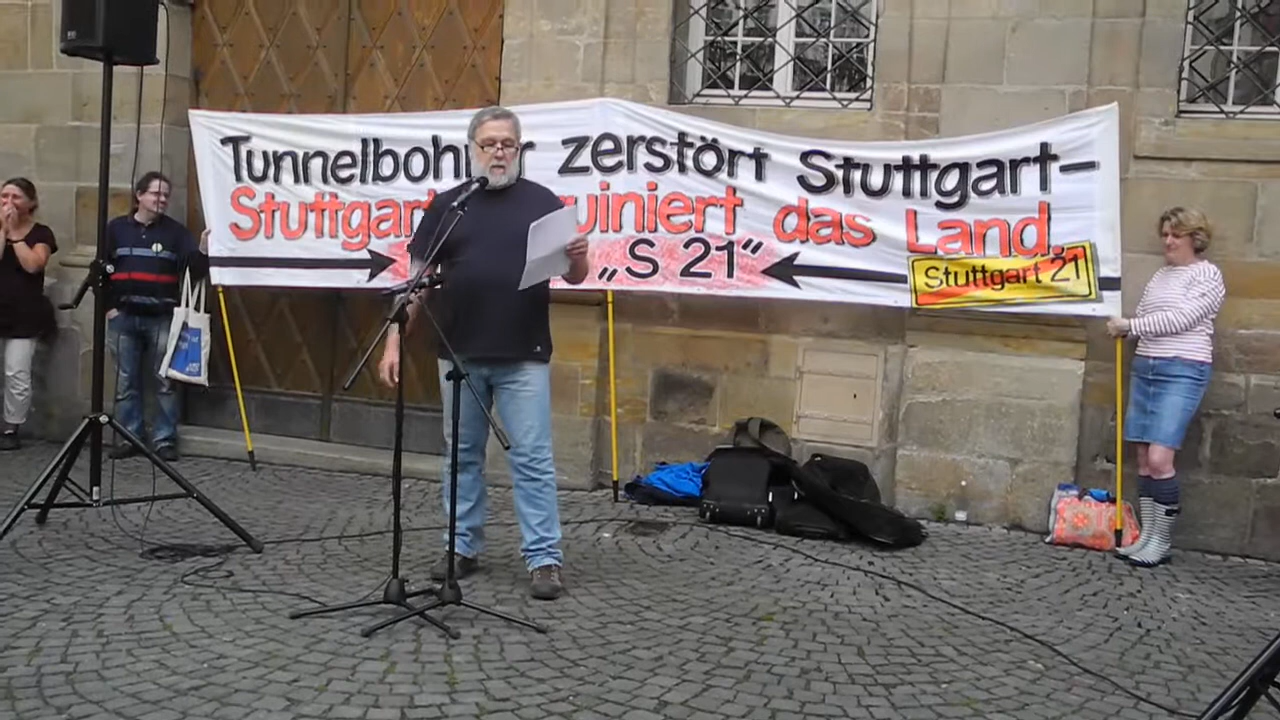 Tunnelbohrer zerstört Stuttgart-
Stuttgart ruiniert das Land.
„S 21“
Stuttgart 21